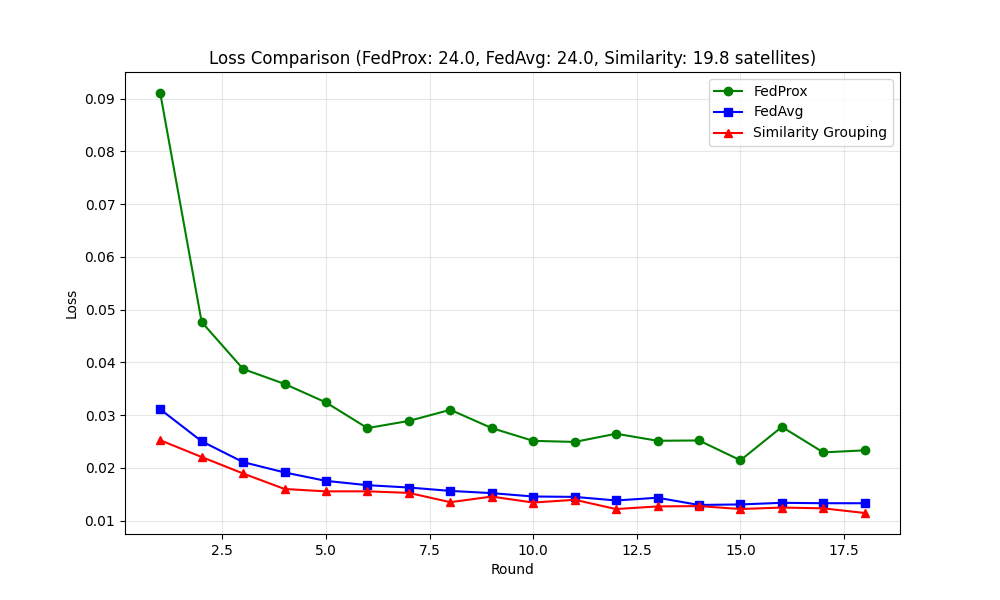 Loss Comparison (FedProx: 24.0, FedAvg: 24.0, Similarity: 19.8 satellites)
FedProx
FedAvg
Similarity Grouping
Loss
0.09
0.08
0.07
0.06
0.05
0.04
0.03
0.02
0.01
2.5 5.0 7.5 10.0 12.5 15.0 17.5
Round